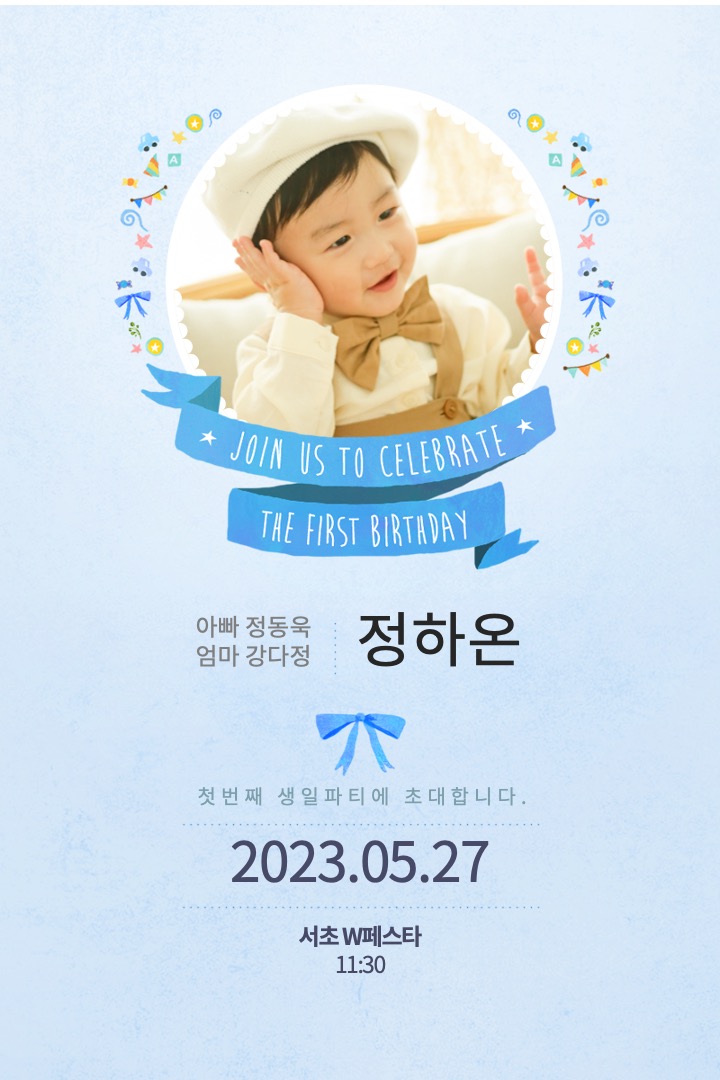 A
A
JOIN US TO CELEBRATE
THE FIRST BIRTHDAY
아빠 정동욱
엄마 강다정
정하온
첫번째 생일파티에 초대합니다.
2023.05.27
서초 W페스타
11:30